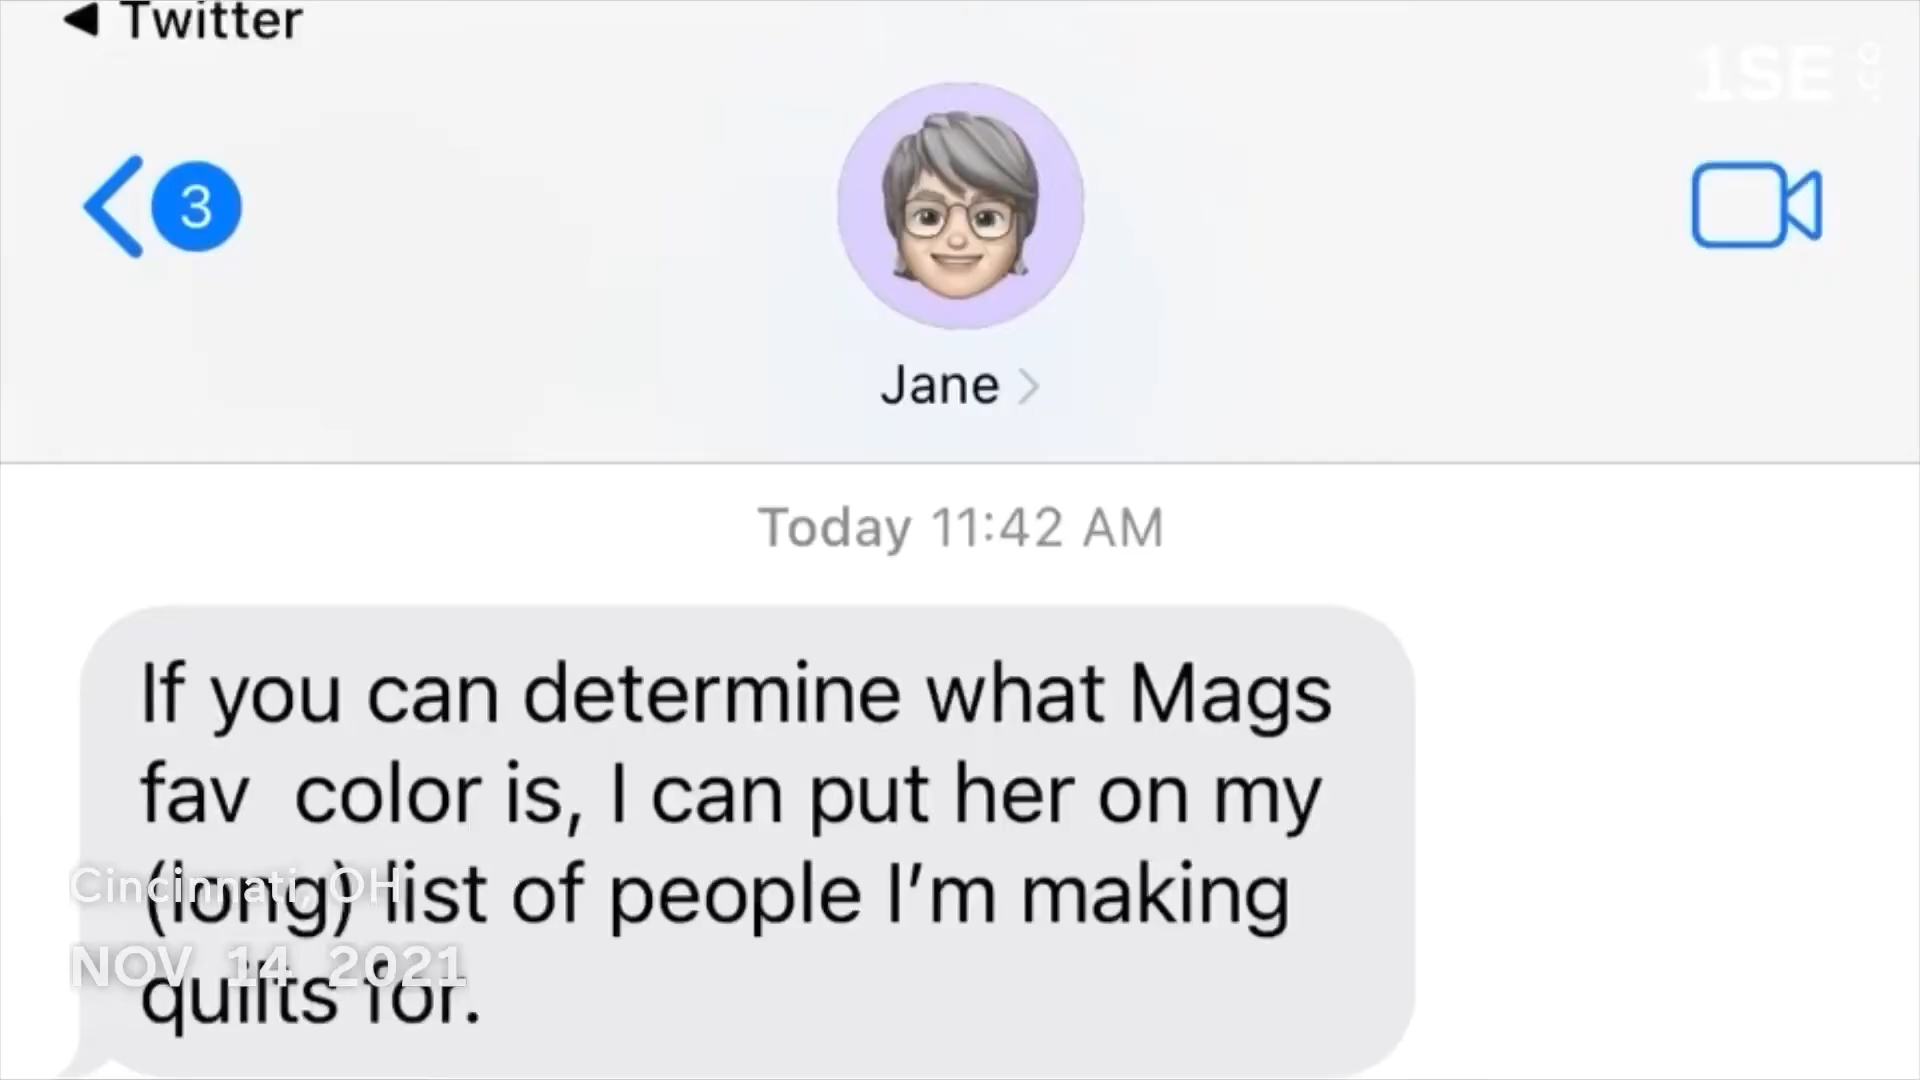 Twitter
1SE.co
3
Jane
Today 11:42 AM
If you can determine what Mags
fav  color is, I can put her on my
(long) list of people I’m making
quilts for.
Cincinnati, OH
NOV 14 2021